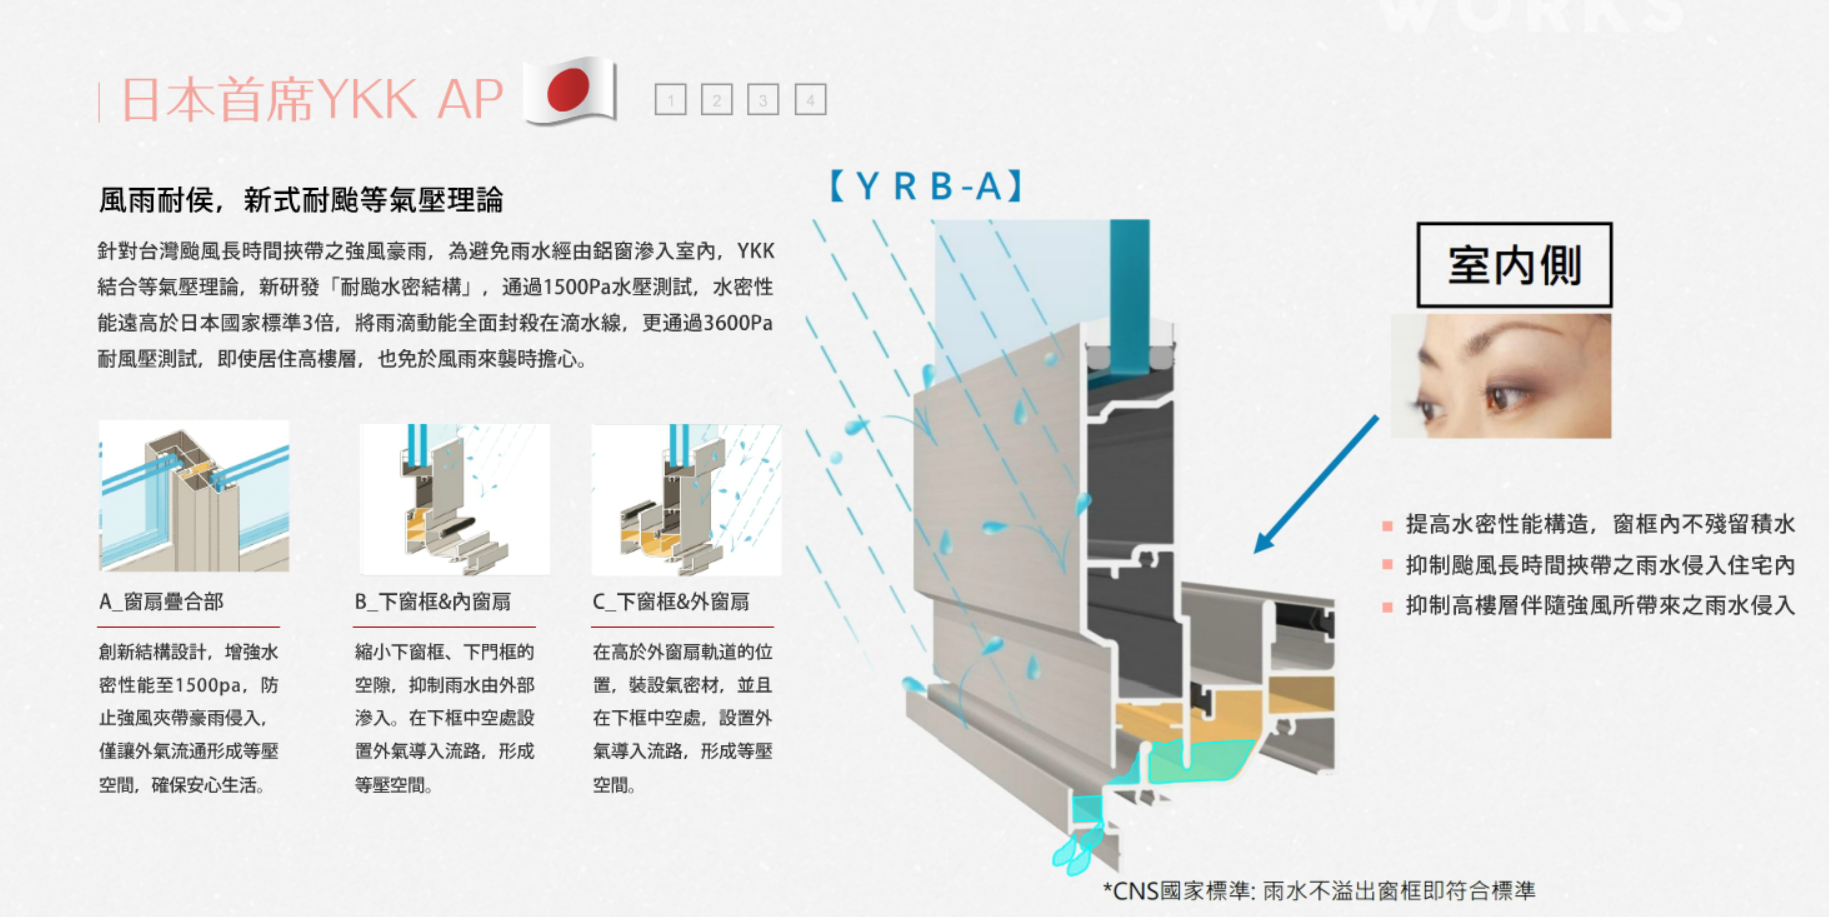 WORKS
日本首席YKK AP
1 2 3 4
風雨耐侯，新式耐颱等氣壓理論
針對台灣颱風長時間挾帶之強風豪雨，為避免雨水經由鋁窗滲入室內，YKK
結合等氣壓理論，新研發「耐颱水密結構」，通過1500Pa水壓測試，水密性
能遠高於日本國家標準3倍，將雨滴動能全面封殺在滴水線，更通過3600Pa
耐風壓測試，即使居住高樓層，也免於風雨來襲時擔心。
A_窗扇疊合部
創新結構設計，增強水
密性能至1500pa，防
止強風夾帶豪雨侵入，
僅讓外氣流通形成等壓
空間，確保安心生活。
B_下窗框&內窗扇
縮小下窗框、下門框的
空隙，抑制雨水由外部
滲入。在下框中空處設
置外氣導入流路，形成
等壓空間。
C_下窗框&外窗扇
在高於外窗扇軌道的位
置，裝設氣密材，並且
在下框中空處，設置外
氣導入流路，形成等壓
空間。
【YRB-A】
室内側
提高水密性能構造，窗框內不殘留積水
抑制颱風長時間挾帶之雨水侵入住宅內
抑制高樓層伴隨強風所帶來之雨水侵入
*CNS國家標準: 雨水不溢出窗框即符合標準